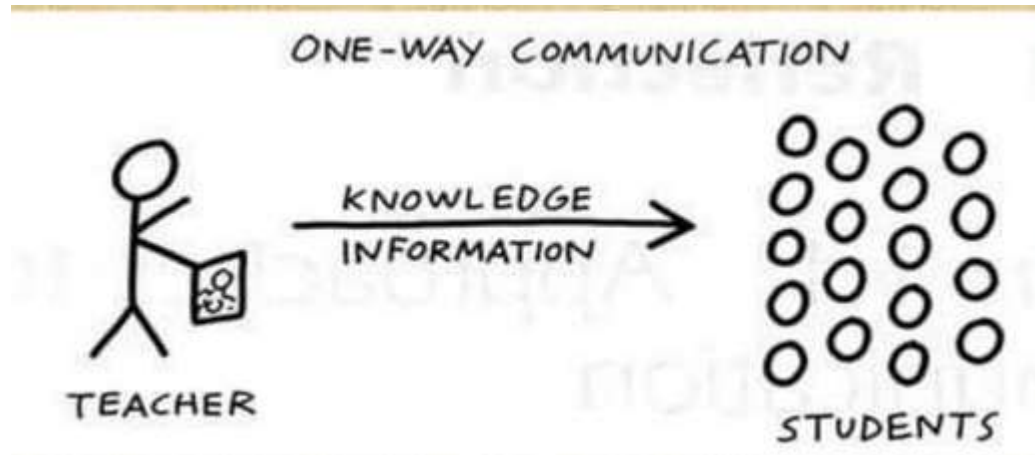 ONE-WAY COMMUNICATION
KNOWLEDGE
INFORMATION
TEACHER
STUDENTS